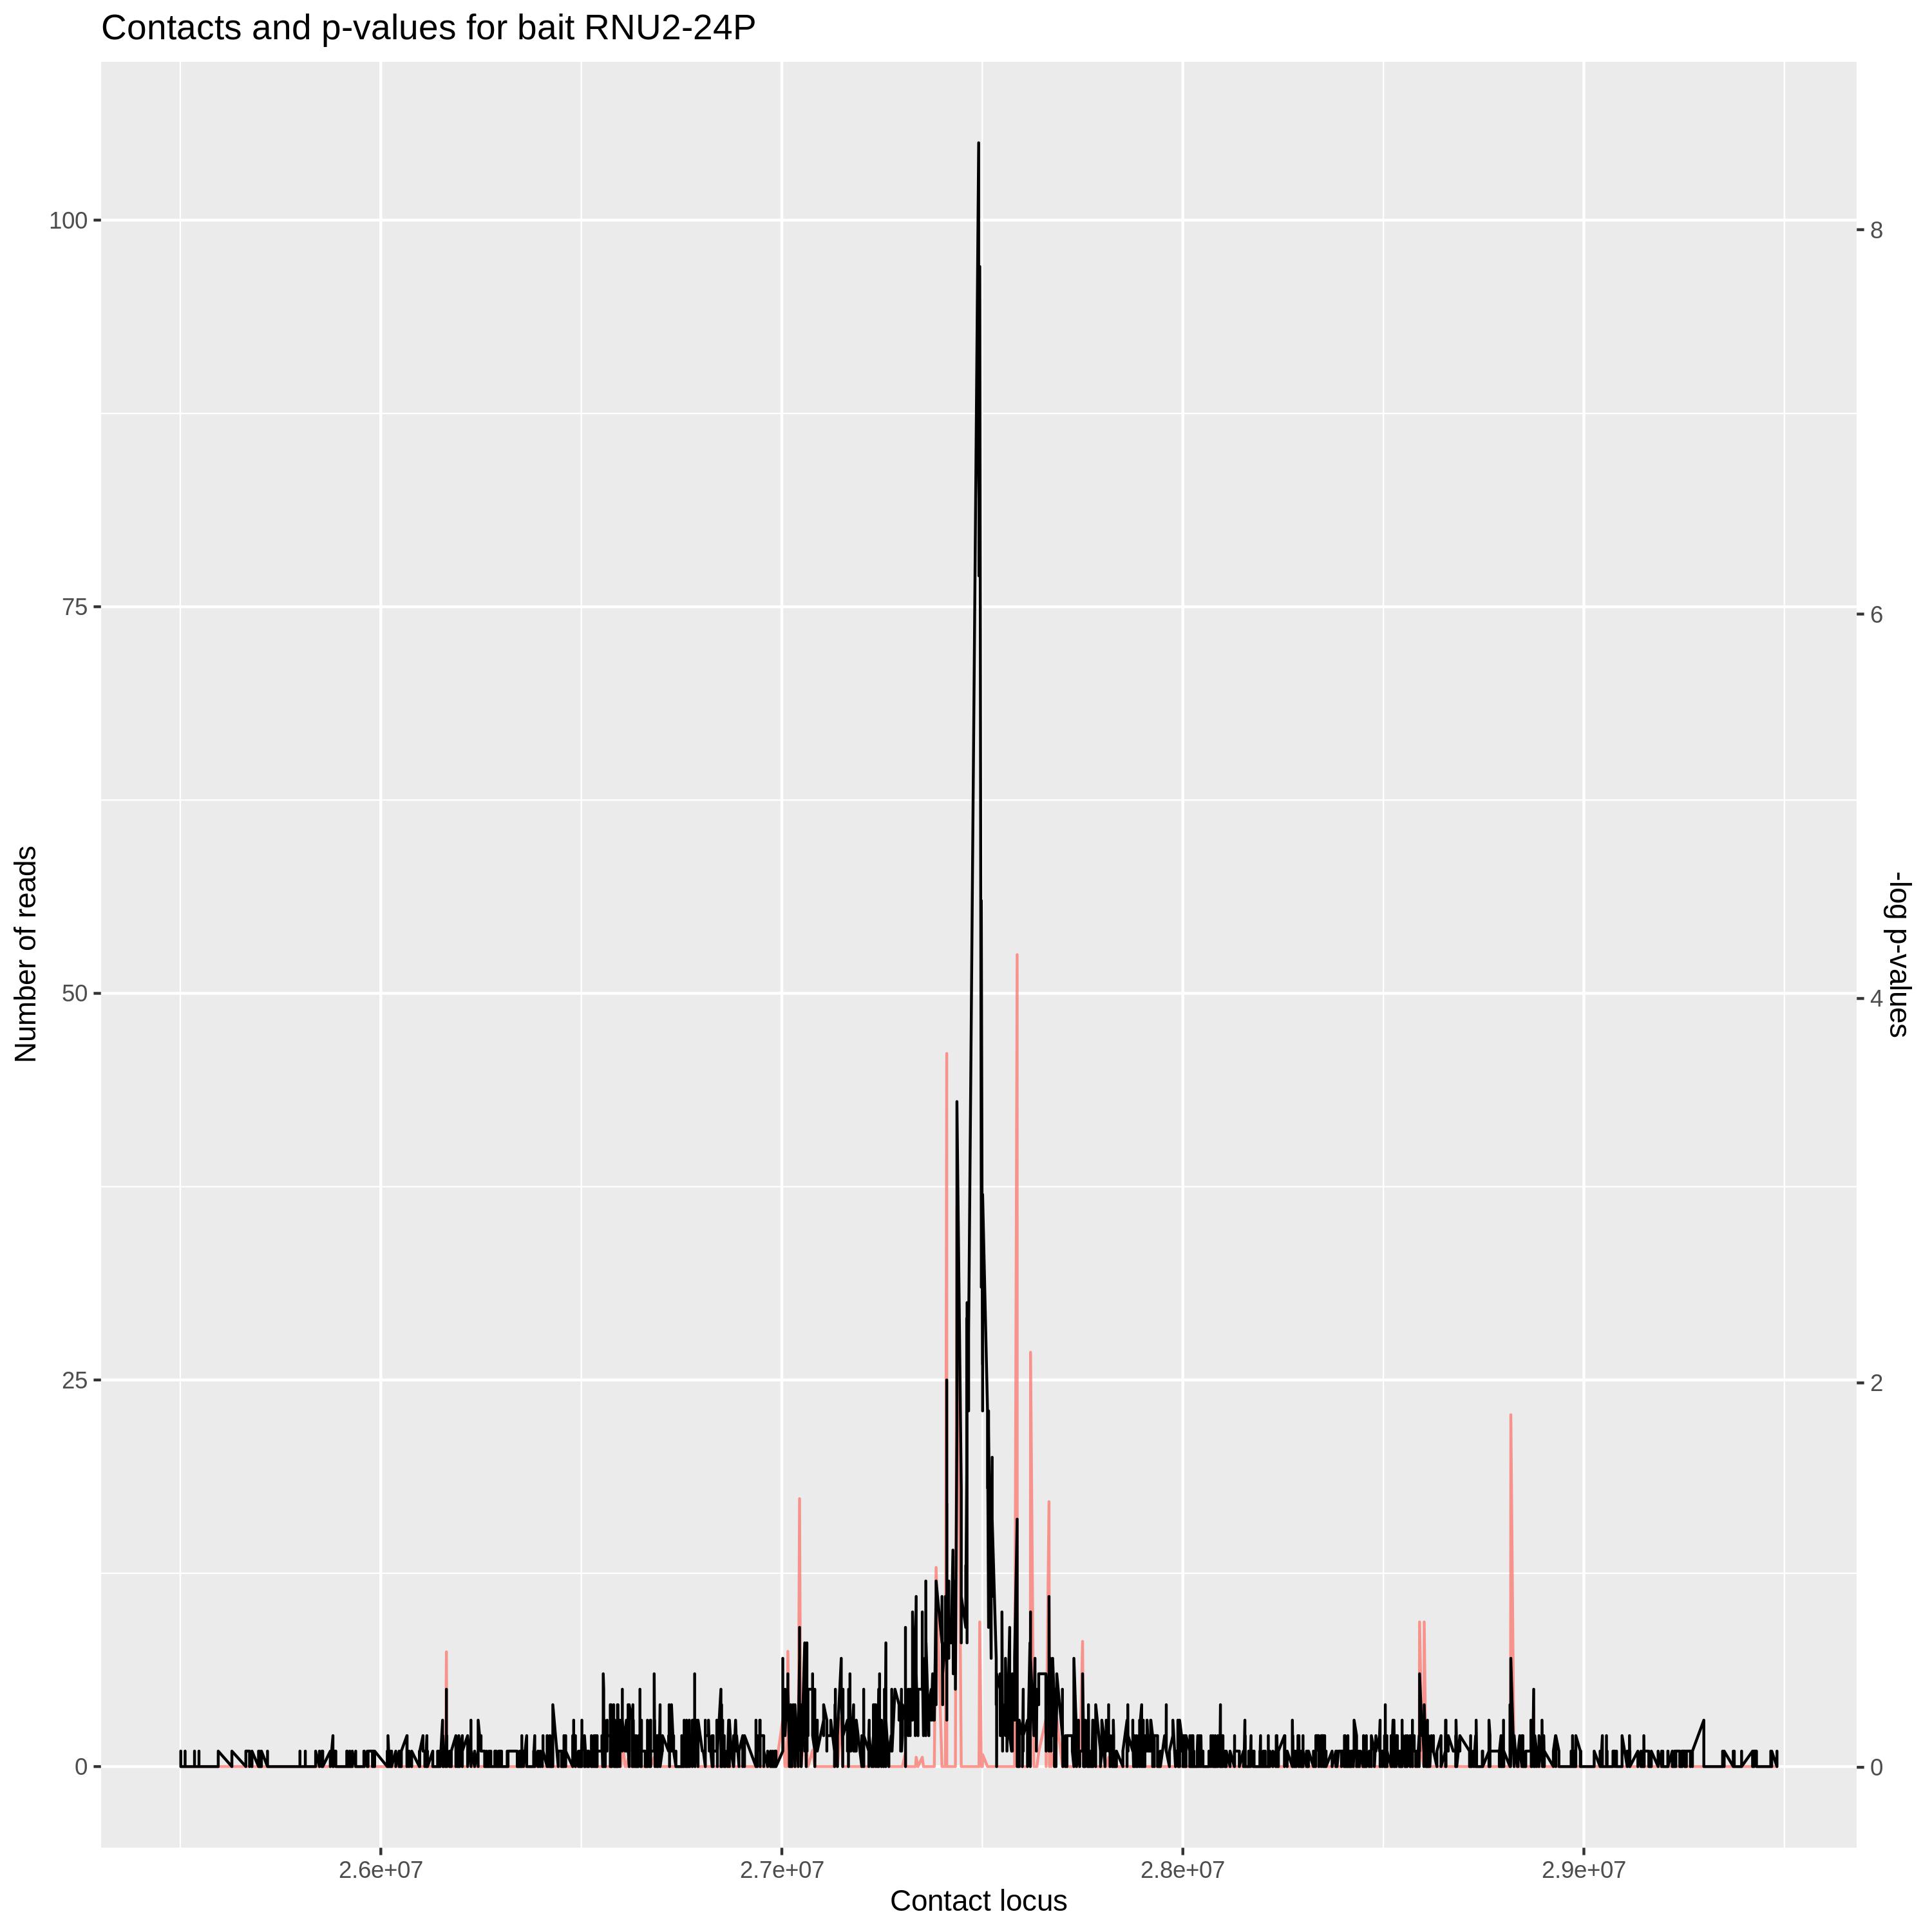 Contacts and p-values for bait RNU2-24P
100
75
50
25
0
Number of reads
8
6
4
2
0
-log p-values
2.6e+07 2.7e+07 2.8e+07 2.9e+07
Contact locus